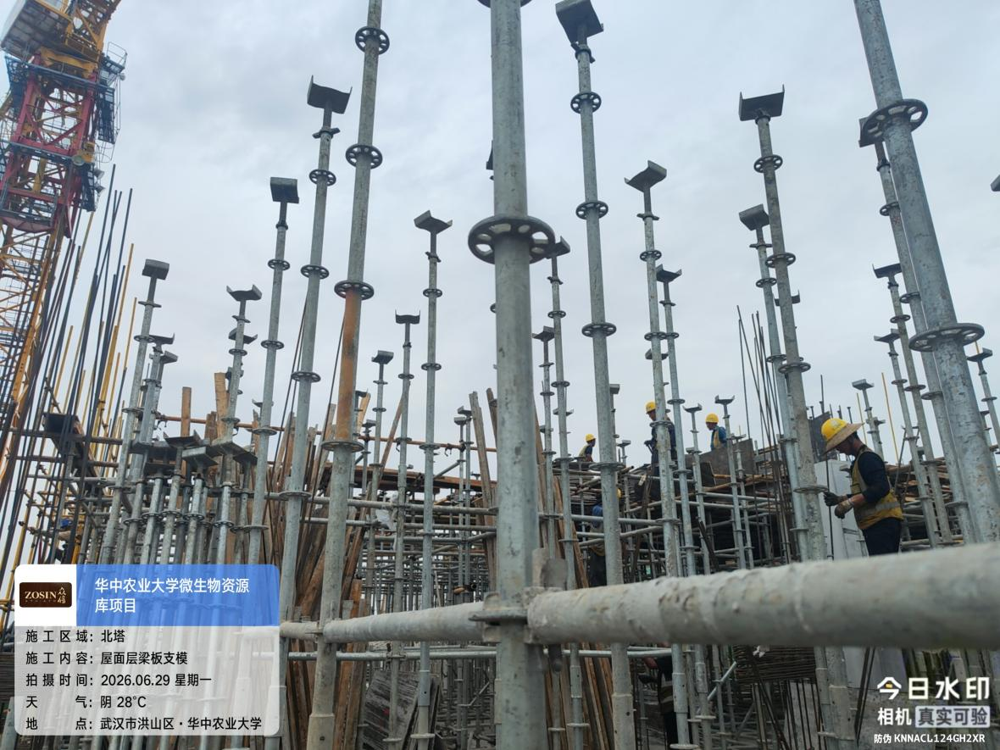 ZOSIN 众信
华中农业大学微生物资源
库项目
施工区域：北塔
施工内容：屋面层梁板支模
拍摄时间：2026.06.29 星期一
天气：阴 28°C
地点：武汉市洪山区·华中农业大学
今日水印
相机 真实可验
防伪 KNNACL124GH2XR